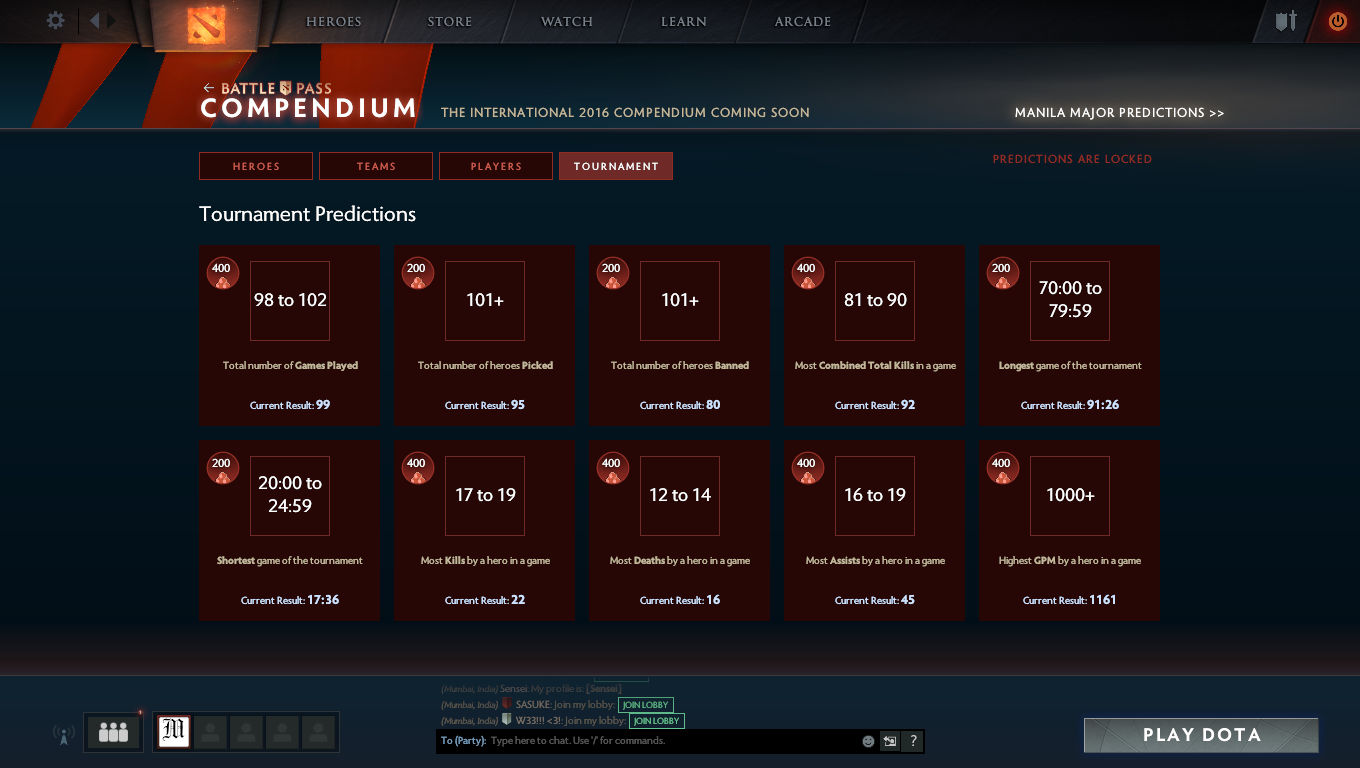 HEROES STORE WATCH LEARN ARCADE
← BATTLE PASS
COMPENDIUM
THE INTERNATIONAL 2016 COMPENDIUM COMING SOON
MANILA MAJOR PREDICTIONS >>
HEROES TEAMS PLAYERS TOURNAMENT
PREDICTIONS ARE LOCKED
Tournament Predictions
400
98 to 102
Total number of Games Played
Current Result: 99
200
101+
Total number of heroes Picked
Current Result: 95
200
101+
Total number of heroes Banned
Current Result: 80
400
81 to 90
Most Combined Total Kills in a game
Current Result: 92
200
70:00 to
79:59
Longest game of the tournament
Current Result: 91:26
200
20:00 to
24:59
Shortest game of the tournament
Current Result: 17:36
400
17 to 19
Most Kills by a hero in a game
Current Result: 22
400
12 to 14
Most Deaths by a hero in a game
Current Result: 16
400
16 to 19
Most Assists by a hero in a game
Current Result: 45
400
1000+
Highest GPM by a hero in a game
Current Result: 1161
(Mumbai, India) Sensei: My profile is: [Sensei]
(Mumbai, India) SASUKE: Join my lobby: JOIN LOBBY
(Mumbai, India) W33!!! <3!: Join my lobby: JOIN LOBBY
To (Party): Type here to chat. Use '/' for commands.
?
M
PLAY DOTA